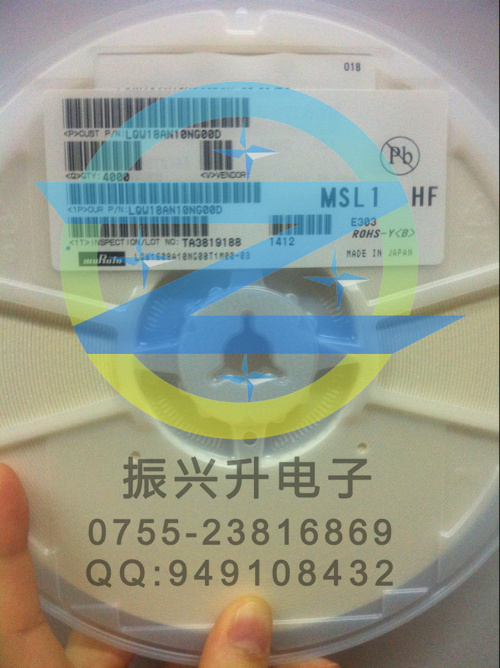 018
<P>CUST P/N:LQW18AN10NG00D
<Q>QTY: 4000 <V>VENDOR
Pb
<1P>OUR P/N:LQW18AN10NG00D
MSL1 HF
<1T>INSPECTION/LOT NO:TA3819188 1412
E303
ROHS-Y<B>
muRata
MADE IN JAPAN
振兴升电子
0755-23816869
QQ:949108432